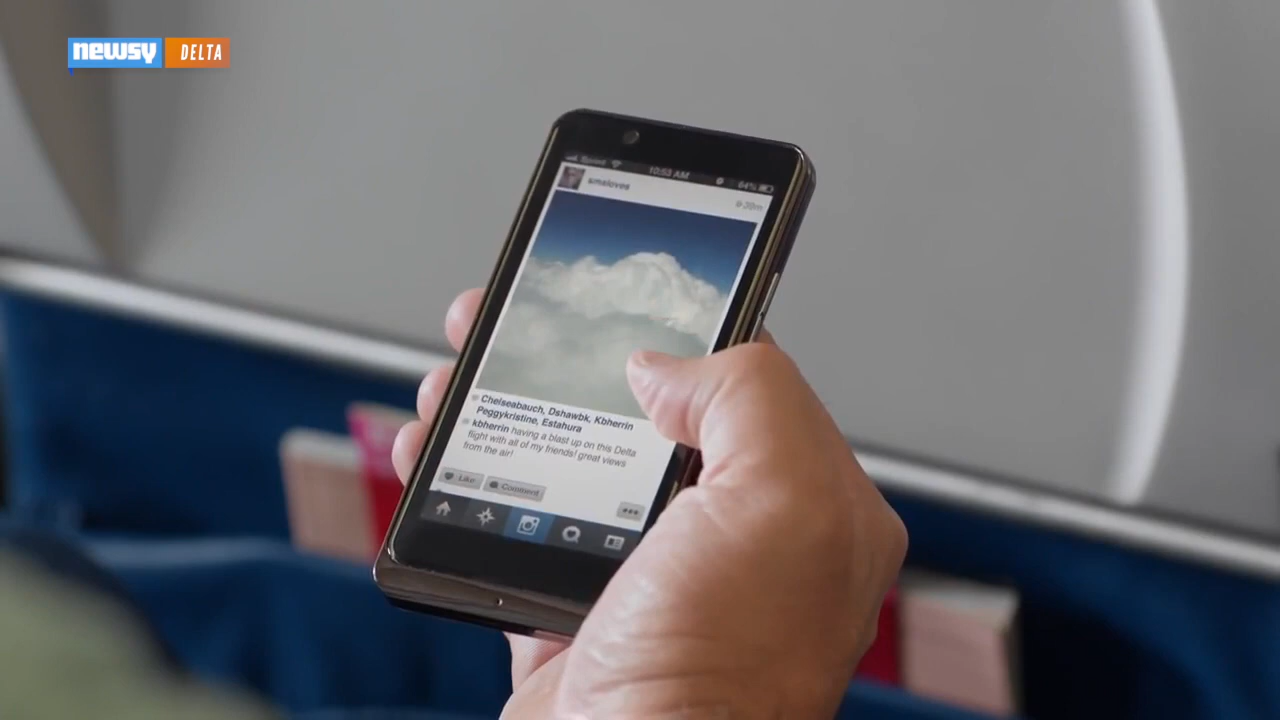 newsy DELTA
Sprint 10:53 AM 64%
smeloves
Chelseabauch, Dshawbk, Kbherrin
Peggykristine, Estahura
kbherrin having a blast up on this Delta
flight with all of my friends! great views
from the air!
Like Comment